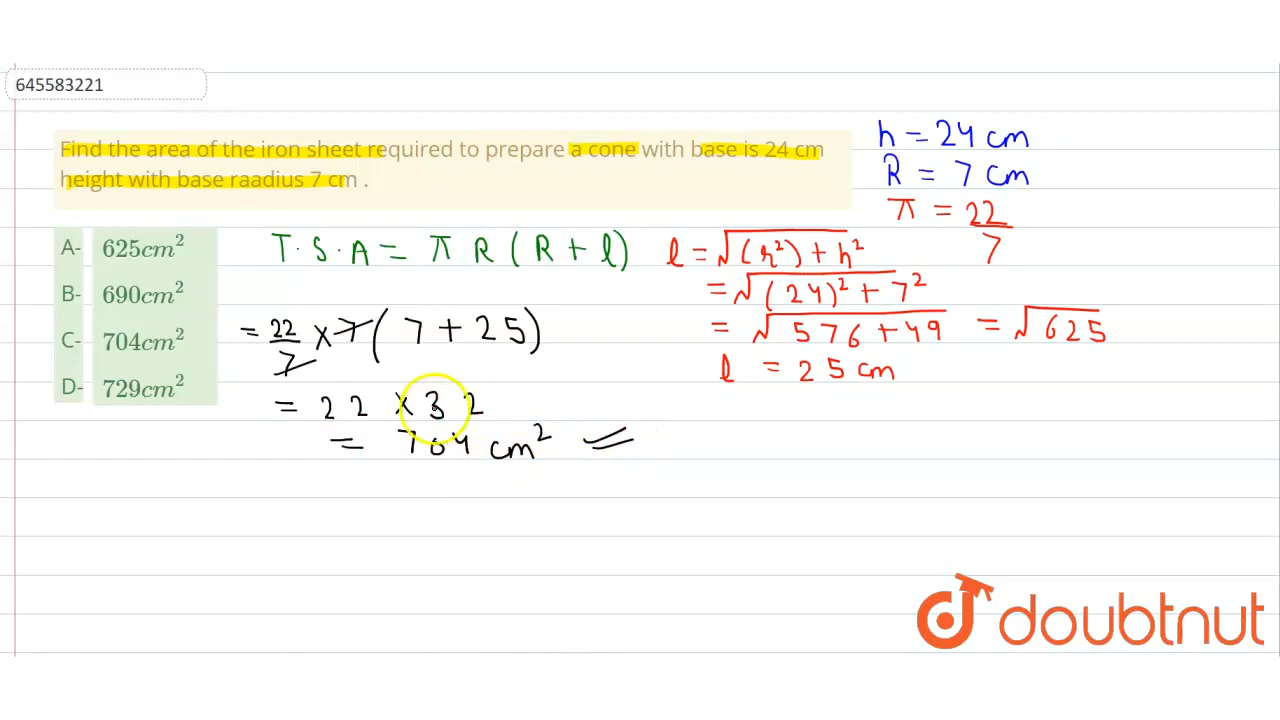 645583221
Find the area of the iron sheet required to prepare a cone with base is 24 cm
height with base raadius 7 cm .
h = 24 cm
R = 7 cm
π = 22/7
A- 625cm²
B- 690cm²
C- 704cm²
D- 729cm²
T.S.A = π R (R + l)
= 22/7 × 7 ( 7 + 25)
= 22 × 32
= 704 cm²
l = √(r²) + h²
= √(24)² + 7²
= √576 + 49 = √625
l = 25 cm
doubtnut